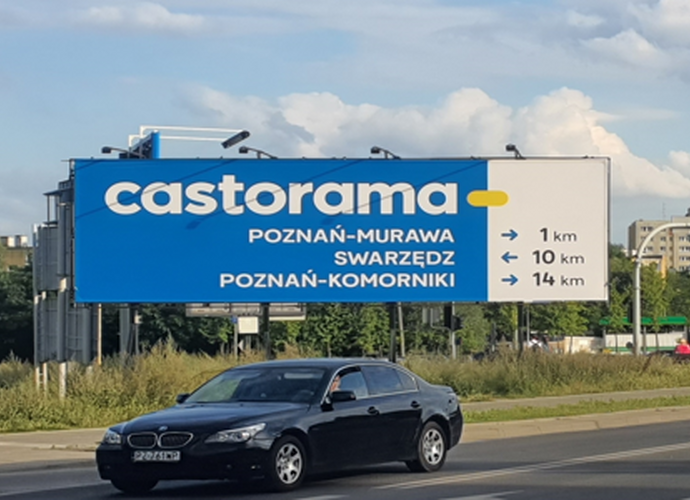 castorama
POZNAŃ-MURAWA → 1 km
SWARZĘDZ ← 10 km
POZNAŃ-KOMORNIKI → 14 km